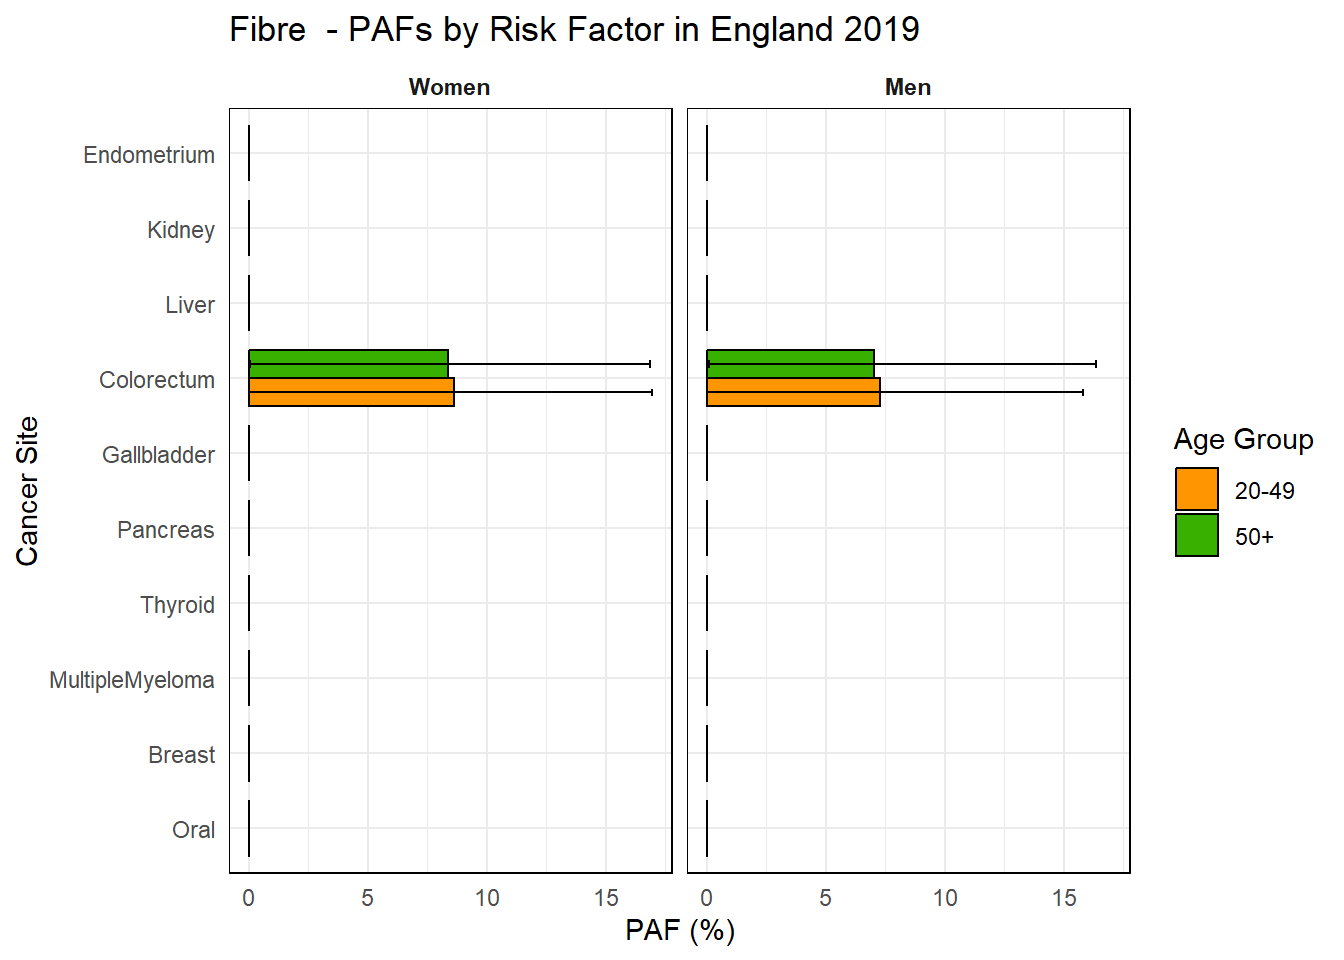 Fibre  - PAFs by Risk Factor in England 2019
Women
Men
Endometrium
Kidney
Liver
Colorectum
Gallbladder
Pancreas
Thyroid
MultipleMyeloma
Breast
Oral
Cancer Site
0 5 10 15
0 5 10 15
PAF (%)
Age Group
20-49
50+